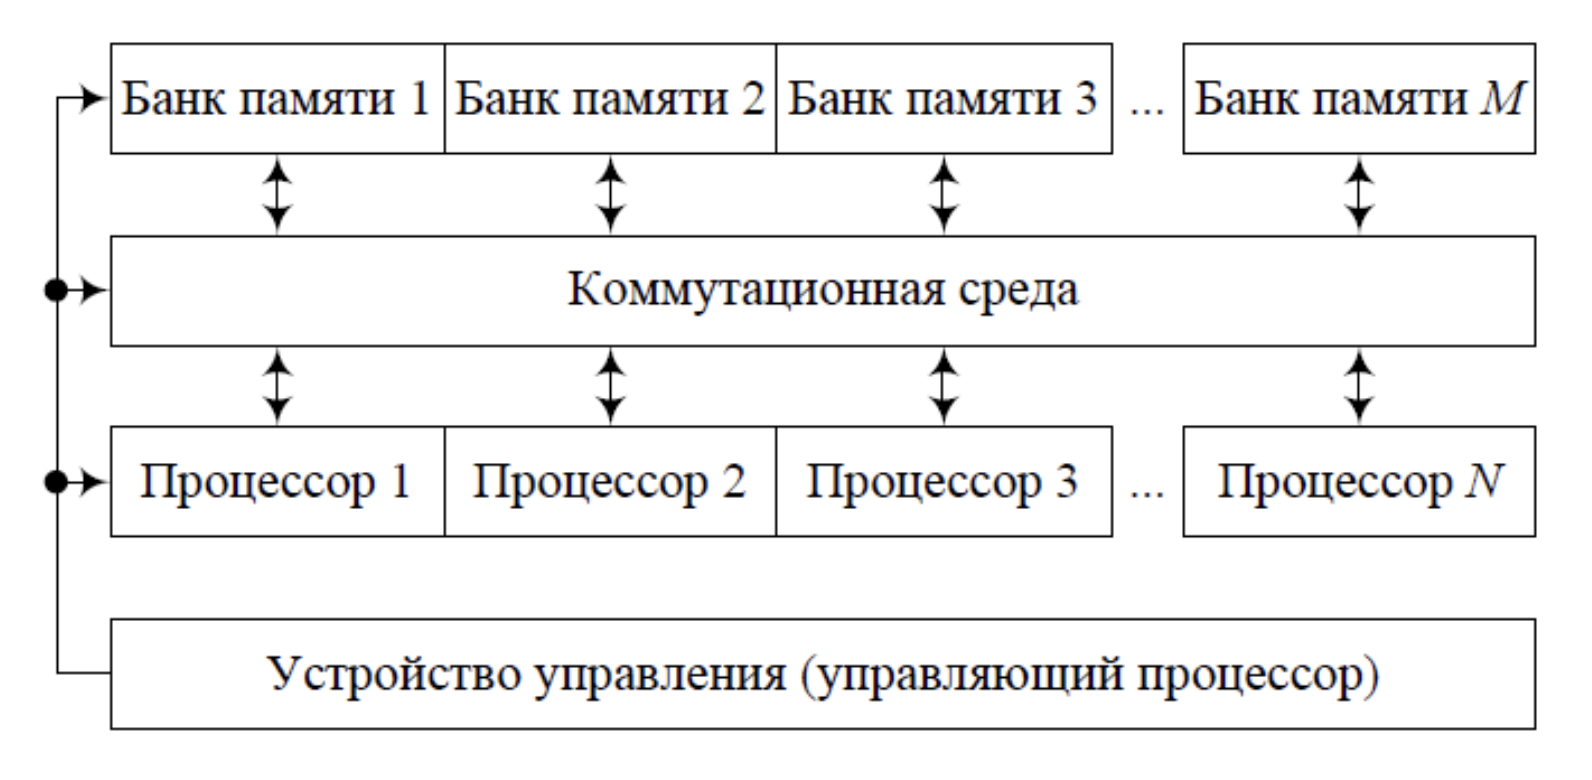 Банк памяти 1 Банк памяти 2 Банк памяти 3 ... Банк памяти M
Коммутационная среда
Процессор 1 Процессор 2 Процессор 3 ... Процессор N
Устройство управления (управляющий процессор)